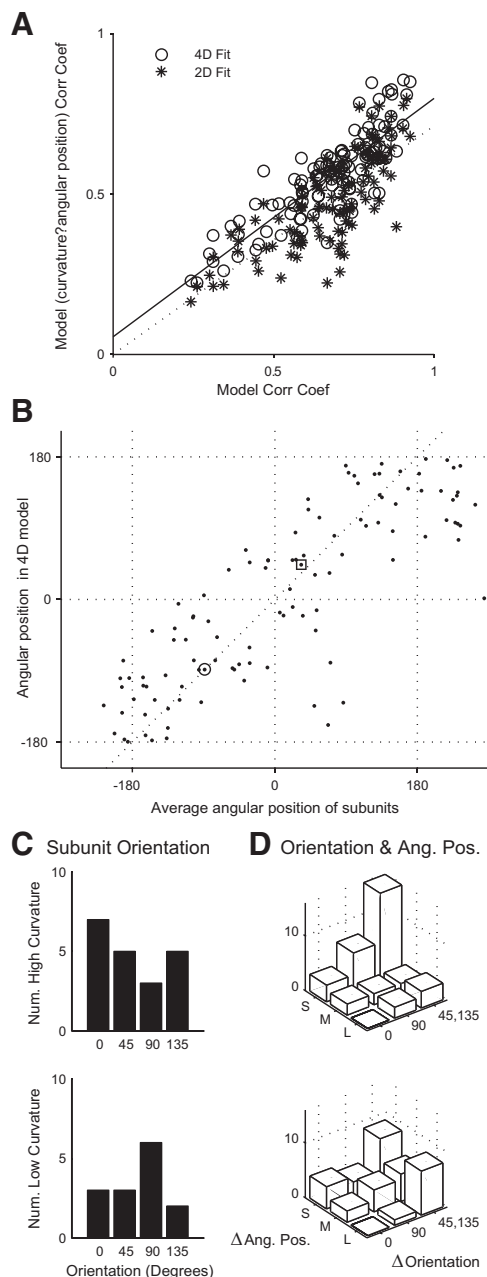 A
1
4D Fit
2D Fit
Model (curvature?angular position) Corr Coef
0.5
0
0
0.5
1
Model Corr Coef
B
180
Angular position in 4D model
0
-180
-180
0
180
Average angular position of subunits
C Subunit Orientation
D Orientation & Ang. Pos.
10
Num. High Curvature
5
0
0 45 90 135
10
0
S
M
L
0
90
45,135
10
Num. Low Curvature
5
0
0 45 90 135
Orientation (Degrees)
10
0
S
M
L
0
90
45,135
ΔAng. Pos.
ΔOrientation